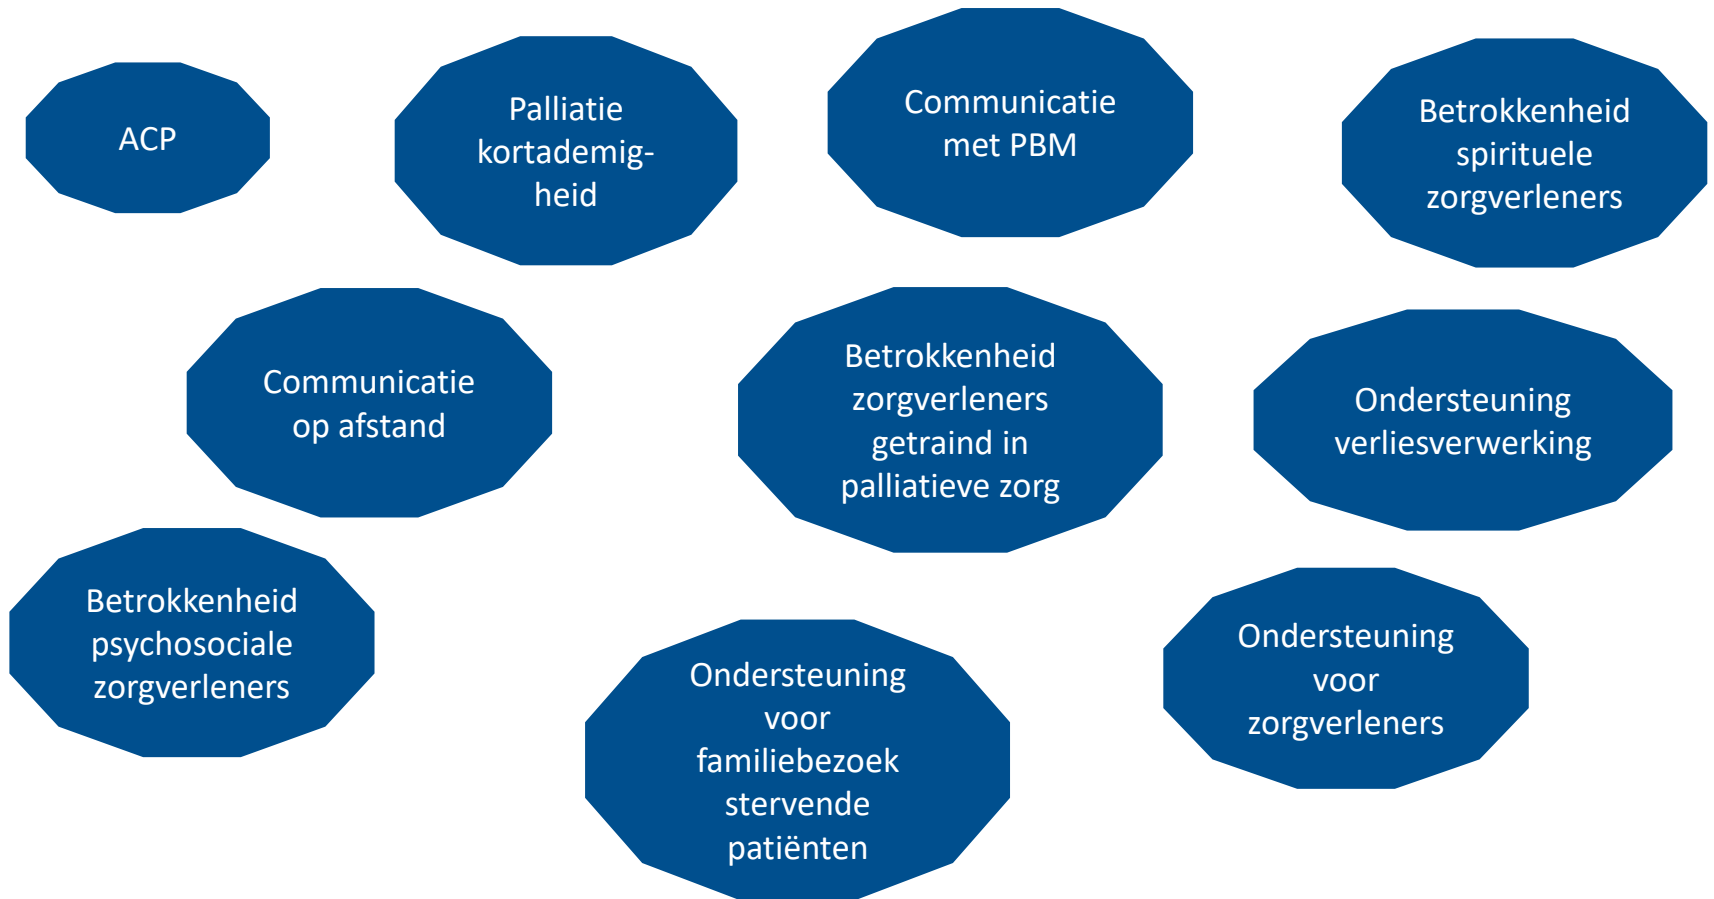 ACP
Palliatie
kortademig-
heid
Communicatie
met PBM
Betrokkenheid
spirituele
zorgverleners
Communicatie
op afstand
Betrokkenheid
zorgverleners
getraind in
palliatieve zorg
Ondersteuning
verliesverwerking
Betrokkenheid
psychosociale
zorgverleners
Ondersteuning
voor
familiebezoek
stervende
patiënten
Ondersteuning
voor
zorgverleners